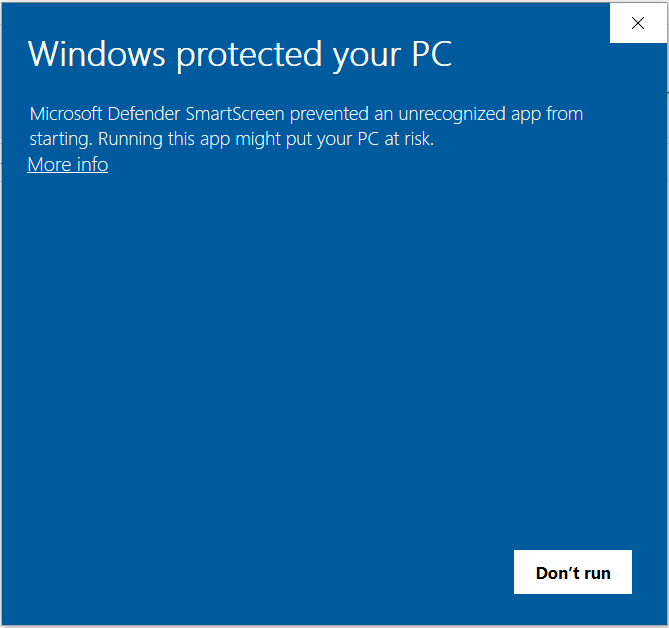 Windows protected your PC
Microsoft Defender SmartScreen prevented an unrecognized app from
starting. Running this app might put your PC at risk.
More info
Don’t run